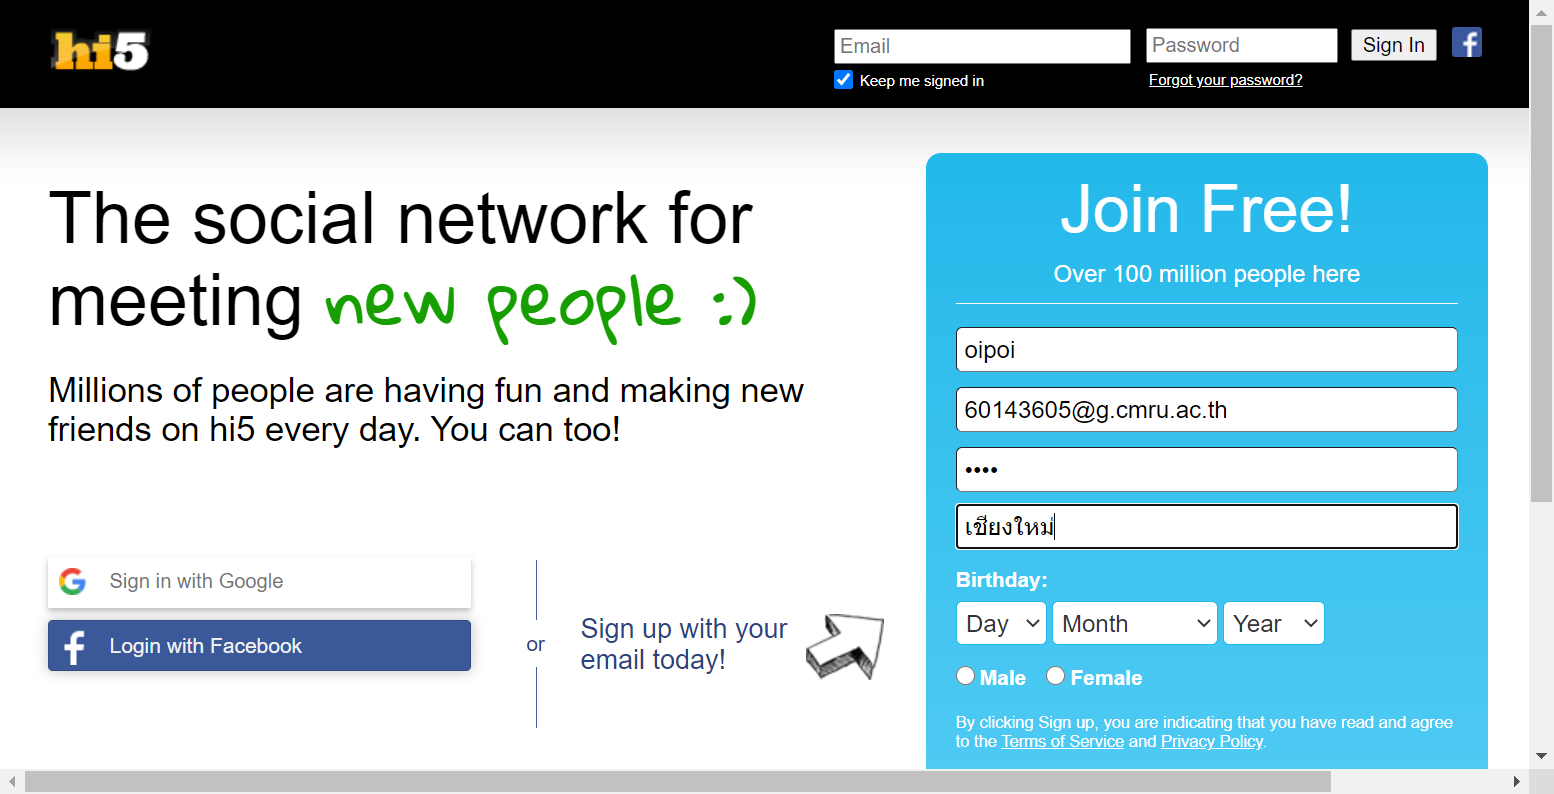 hi5
Email
Password
Sign In
Keep me signed in
Forgot your password?
The social network for
meeting new people :)
Millions of people are having fun and making new
friends on hi5 every day. You can too!
Sign in with Google
Login with Facebook
or
Sign up with your
email today!
Join Free!
Over 100 million people here
oipoi
60143605@g.cmru.ac.th
••••
เชียงใหม่
Birthday:
Day Month Year
Male Female
By clicking Sign up, you are indicating that you have read and agree
to the Terms of Service and Privacy Policy.